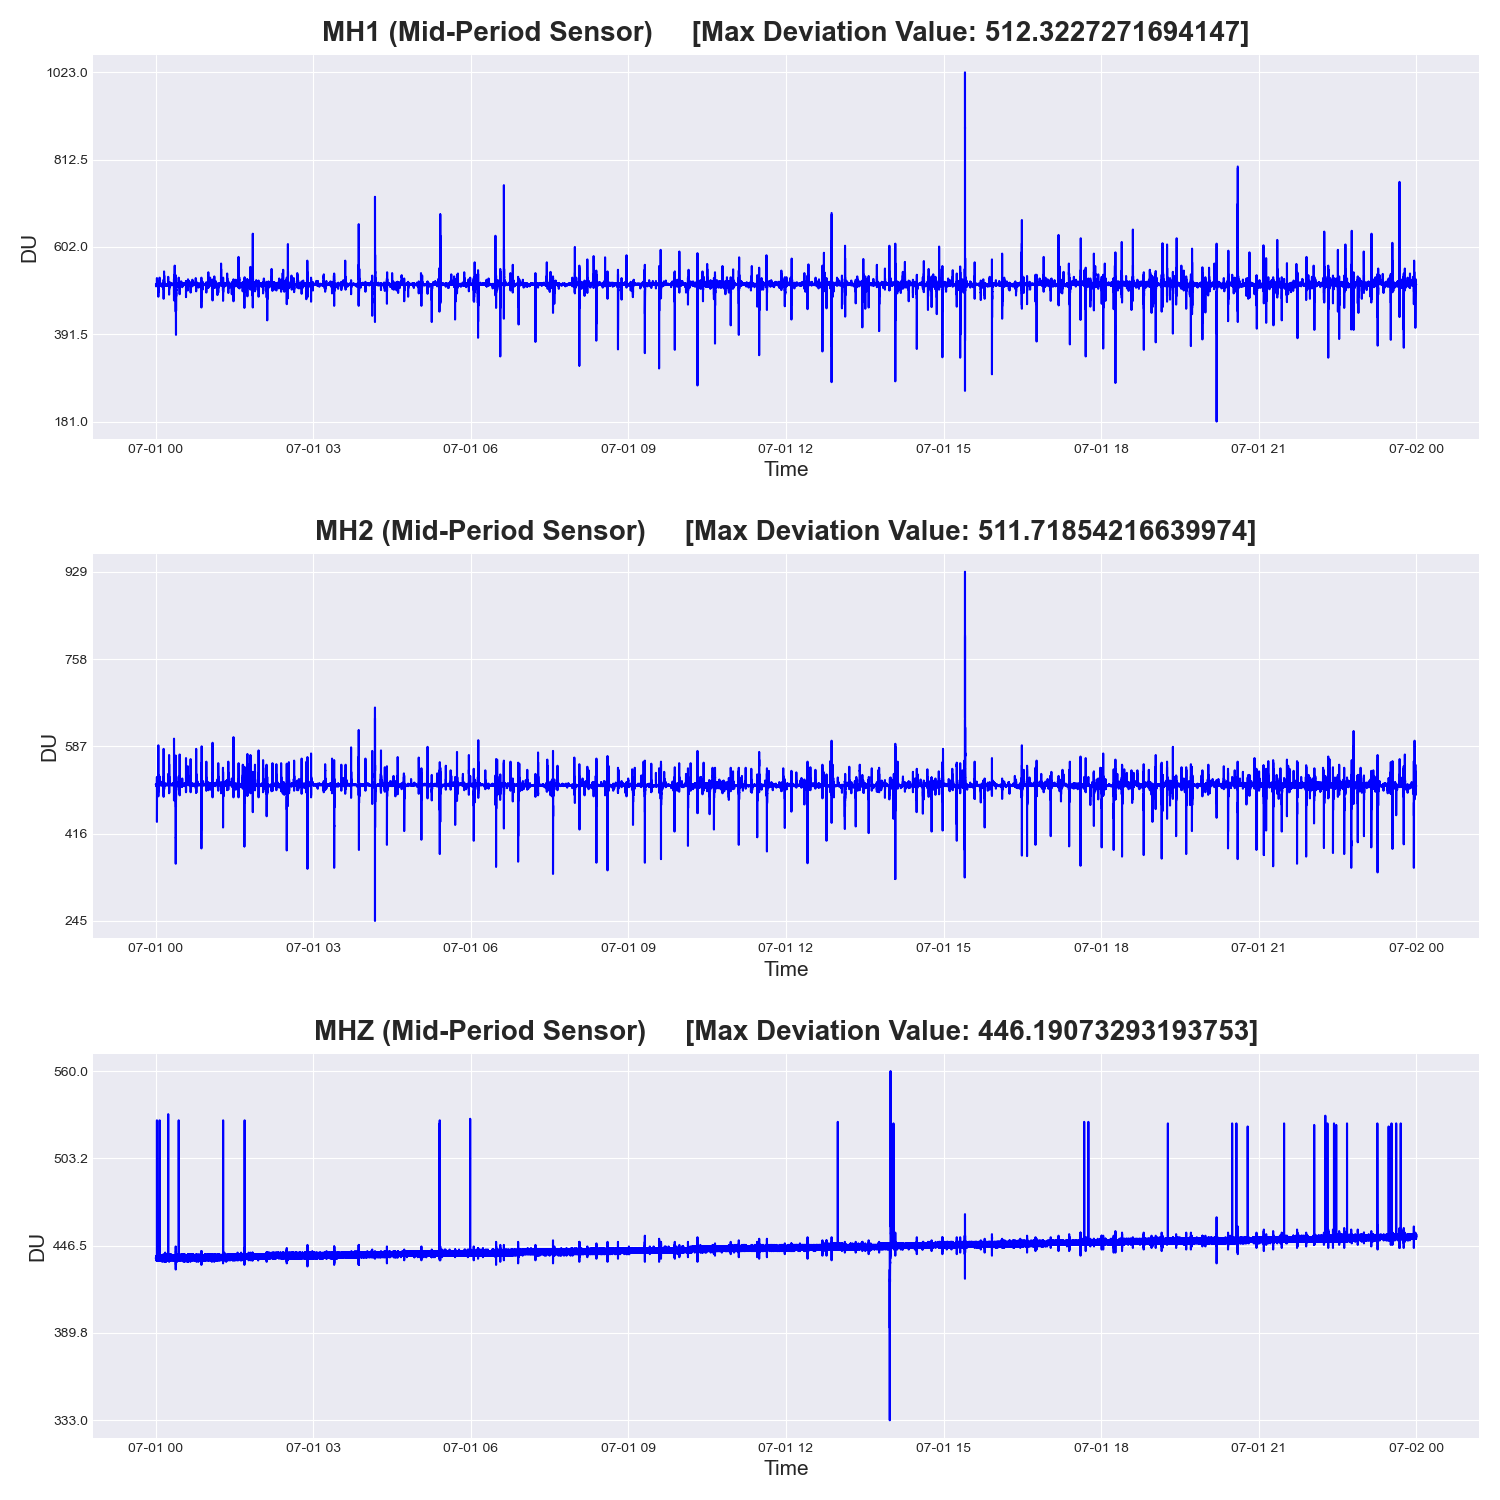 MH1 (Mid-Period Sensor) [Max Deviation Value: 512.3227271694147]
1023.0
812.5
602.0
391.5
181.0
DU
07-01 00 07-01 03 07-01 06 07-01 09 07-01 12 07-01 15 07-01 18 07-01 21 07-02 00
Time
MH2 (Mid-Period Sensor) [Max Deviation Value: 511.71854216639974]
929
758
587
416
245
DU
07-01 00 07-01 03 07-01 06 07-01 09 07-01 12 07-01 15 07-01 18 07-01 21 07-02 00
Time
MHZ (Mid-Period Sensor) [Max Deviation Value: 446.19073293193753]
560.0
503.2
446.5
389.8
333.0
DU
07-01 00 07-01 03 07-01 06 07-01 09 07-01 12 07-01 15 07-01 18 07-01 21 07-02 00
Time